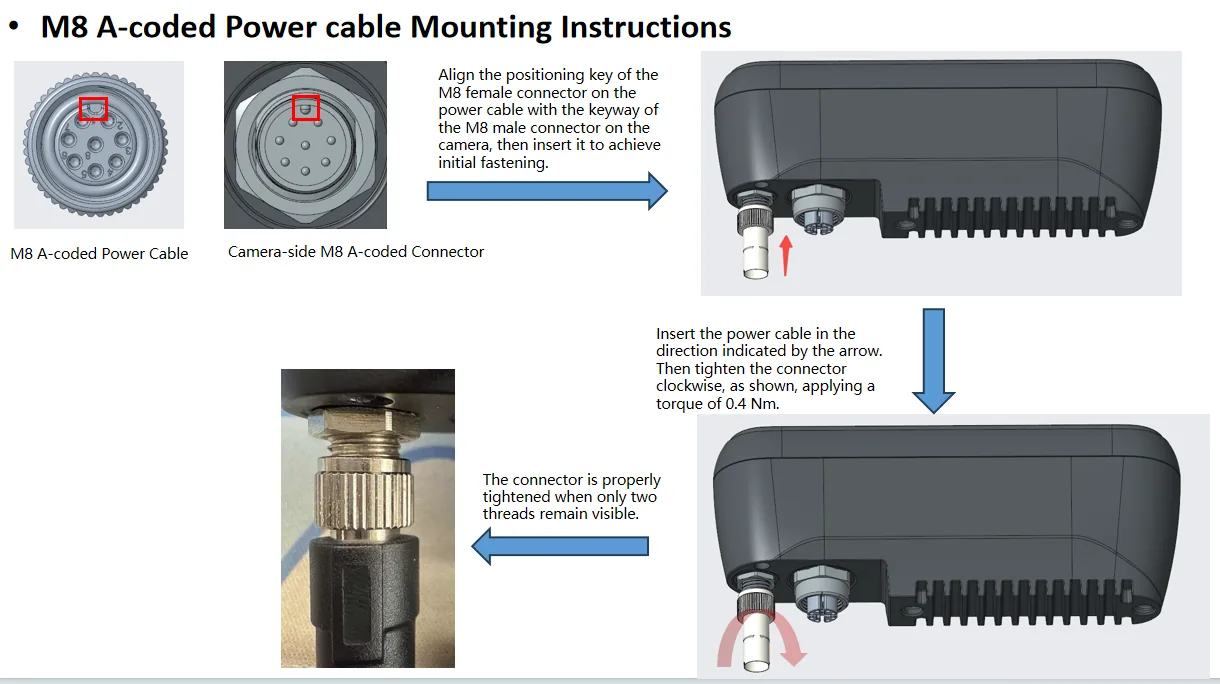 • M8 A-coded Power cable Mounting Instructions
Align the positioning key of the
M8 female connector on the
power cable with the keyway of
the M8 male connector on the
camera, then insert it to achieve
initial fastening.
M8 A-coded Power Cable
Camera-side M8 A-coded Connector
Insert the power cable in the
direction indicated by the arrow.
Then tighten the connector
clockwise, as shown, applying a
torque of 0.4 Nm.
The connector is properly
tightened when only two
threads remain visible.